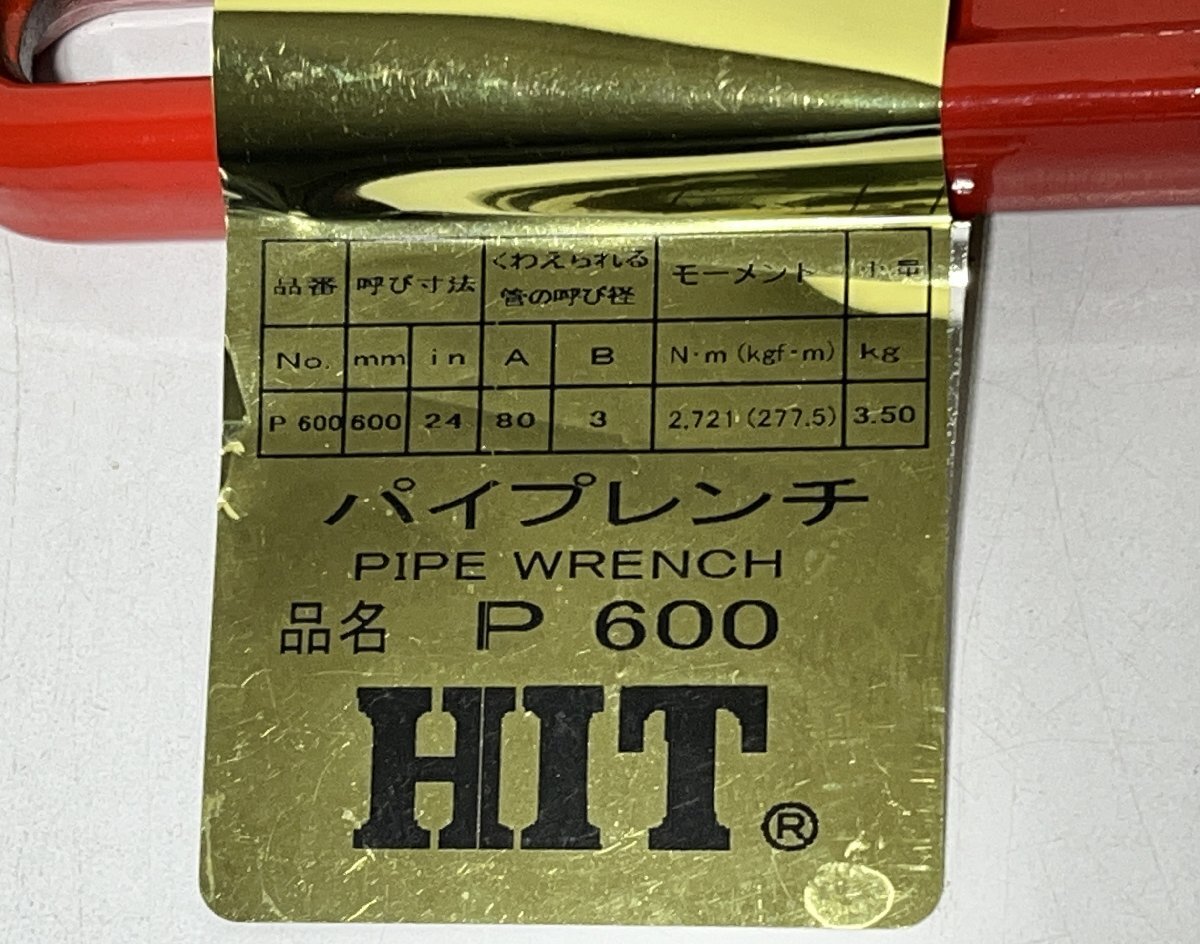 品番 呼び寸法 くわえられる管の呼び径 モーメント
No. mm in A B N·m (kgf-m) kg
P 600 600 24 80 3 2,721 (277.5) 3.50
パイプレンチ
PIPE WRENCH
品名 P 600
HIT ®